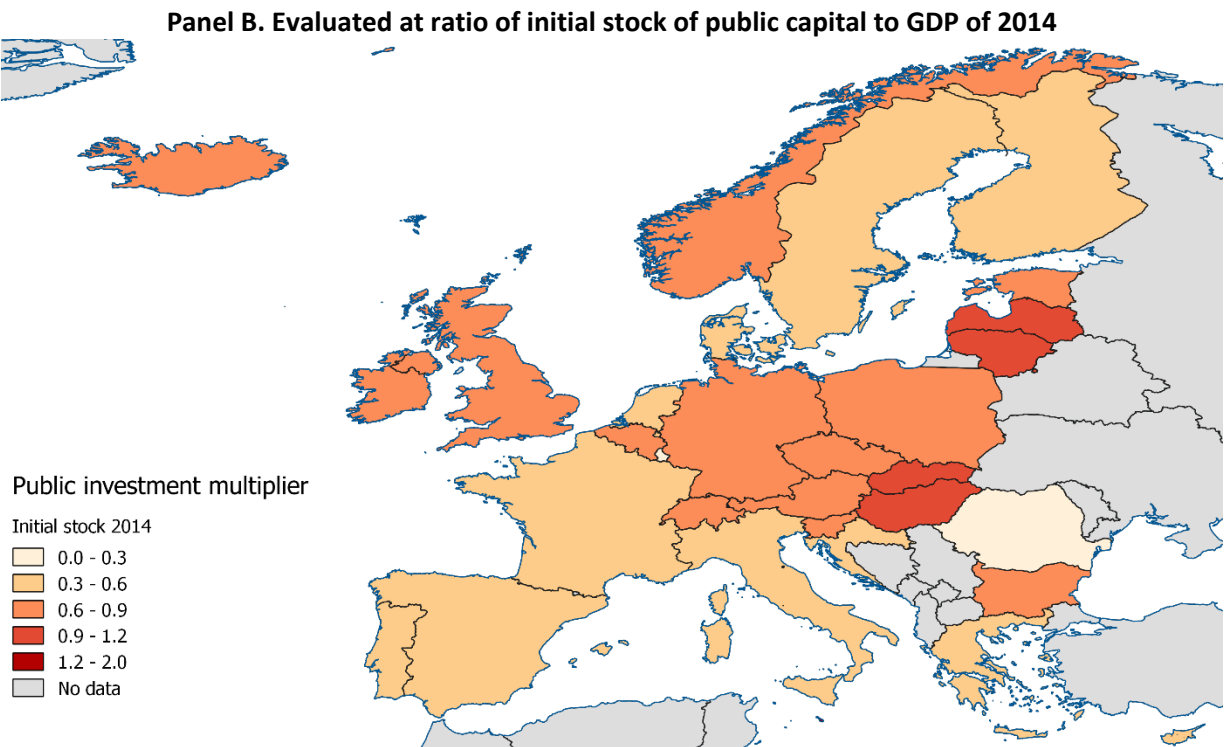 Panel B. Evaluated at ratio of initial stock of public capital to GDP of 2014
Public investment multiplier
Initial stock 2014
0.0 - 0.3
0.3 - 0.6
0.6 - 0.9
0.9 - 1.2
1.2 - 2.0
No data